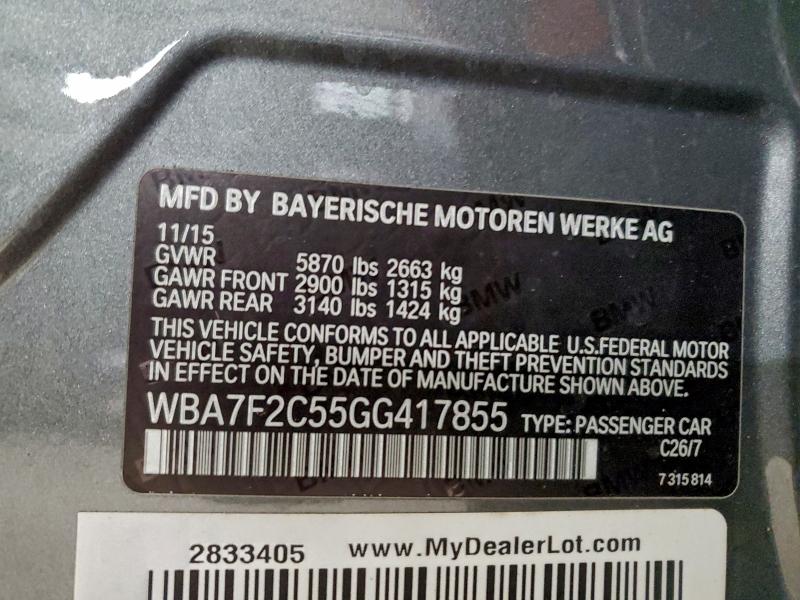 MFD BY BAYERISCHE MOTOREN WERKE AG
11/15
GVWR 5870 lbs 2663 kg
GAWR FRONT 2900 lbs 1315 kg
GAWR REAR 3140 lbs 1424 kg
THIS VEHICLE CONFORMS TO ALL APPLICABLE U.S.FEDERAL MOTOR
VEHICLE SAFETY, BUMPER AND THEFT PREVENTION STANDARDS
IN EFFECT ON THE DATE OF MANUFACTURE SHOWN ABOVE.
WBA7F2C55GG417855 TYPE: PASSENGER CAR
C26/7
7315814
2833405 www.MyDealerLot.com